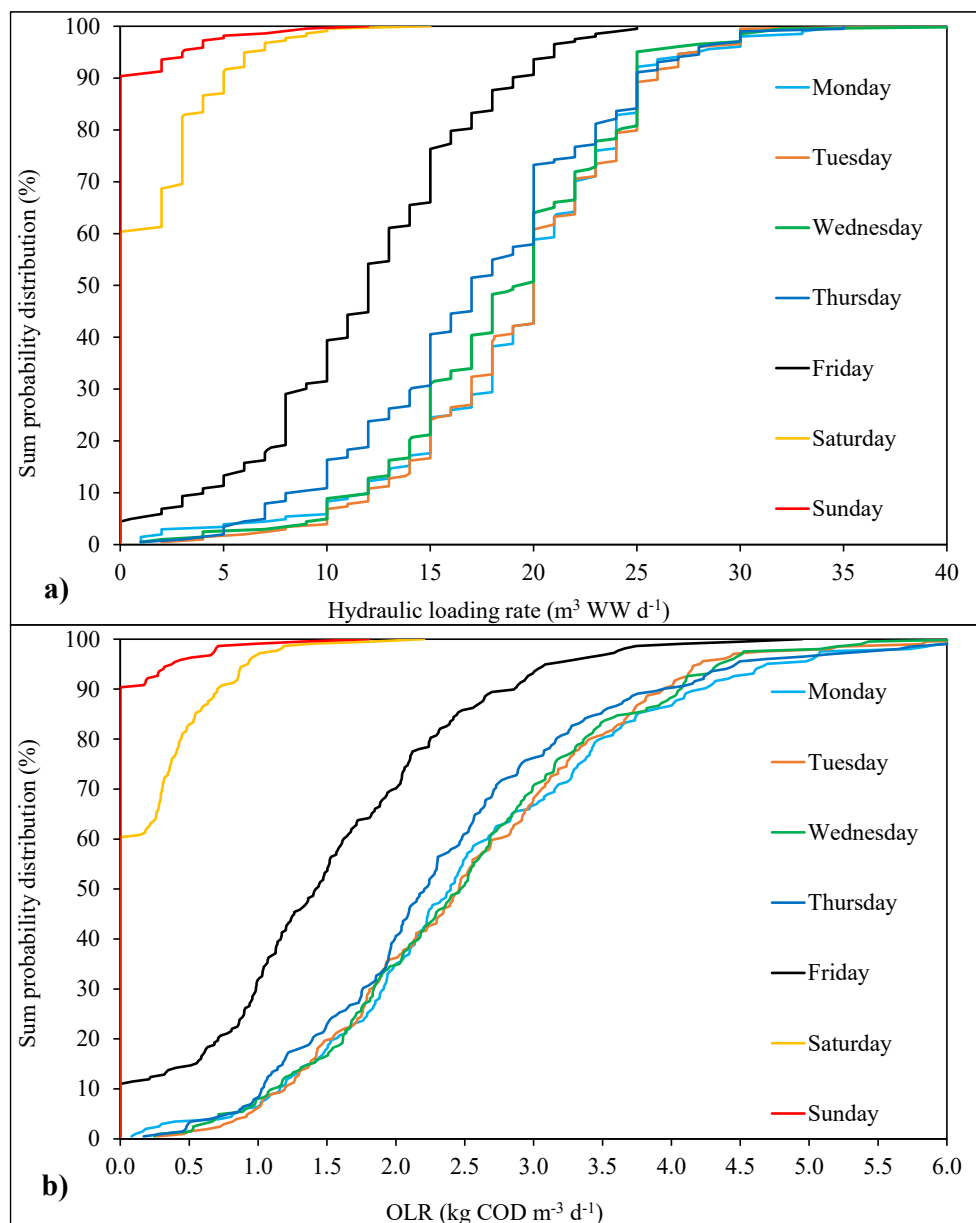 Sum probability distribution (%)
100
90
80
70
60
50
40
30
20
10
0
Monday
Tuesday
Wednesday
Thursday
Friday
Saturday
Sunday
0 5 10 15 20 25 30 35 40
a)
Hydraulic loading rate (m³ WW d⁻¹)
Sum probability distribution (%)
100
90
80
70
60
50
40
30
20
10
0
Monday
Tuesday
Wednesday
Thursday
Friday
Saturday
Sunday
0.0 0.5 1.0 1.5 2.0 2.5 3.0 3.5 4.0 4.5 5.0 5.5 6.0
b)
OLR (kg COD m⁻³ d⁻¹)